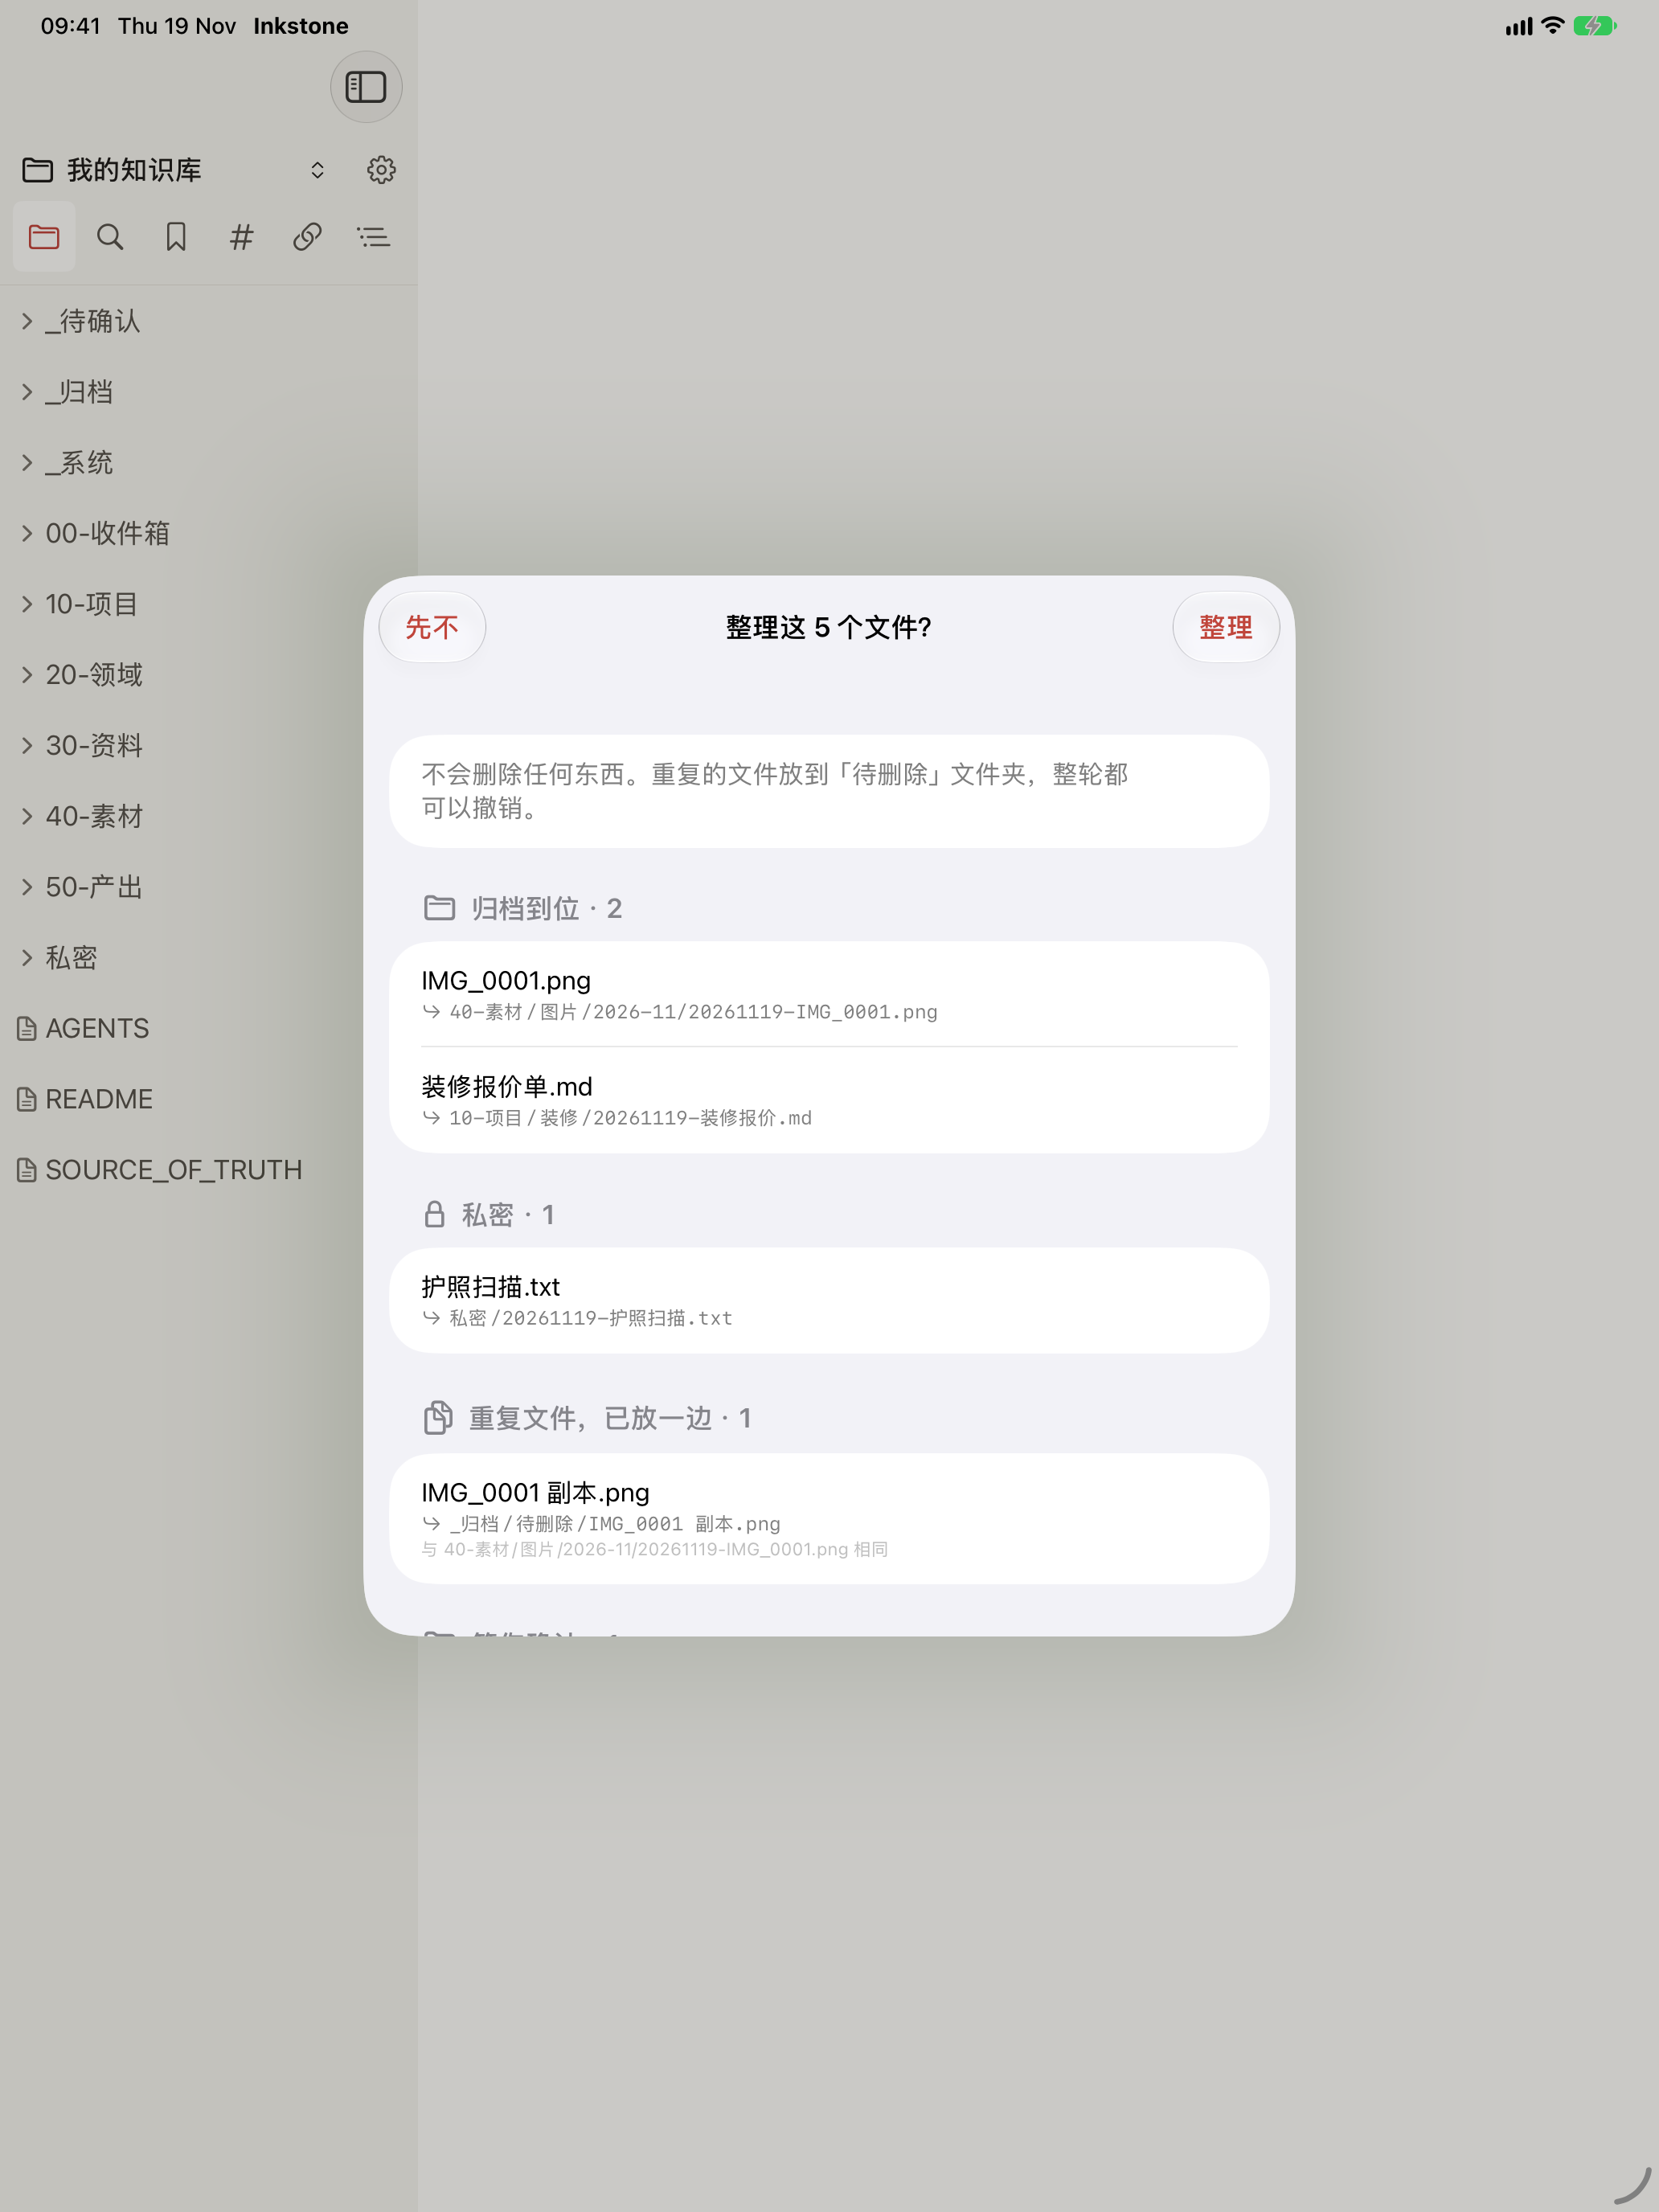 09:41 Thu 19 Nov Inkstone
我的知识库
_待确认
_归档
_系统
00-收件箱
10-项目
20-领域
30-资料
40-素材
50-产出
私密
AGENTS
README
SOURCE_OF_TRUTH
先不
整理这 5 个文件?
整理
不会删除任何东西。重复的文件放到「待删除」文件夹，整轮都
可以撤销。
归档到位 · 2
IMG_0001.png
40-素材/图片/2026-11/20261119-IMG_0001.png
装修报价单.md
10-项目/装修/20261119-装修报价.md
私密 · 1
护照扫描.txt
私密/20261119-护照扫描.txt
重复文件，已放一边 · 1
IMG_0001 副本.png
_归档/待删除/IMG_0001 副本.png
与 40-素材/图片/2026-11/20261119-IMG_0001.png 相同